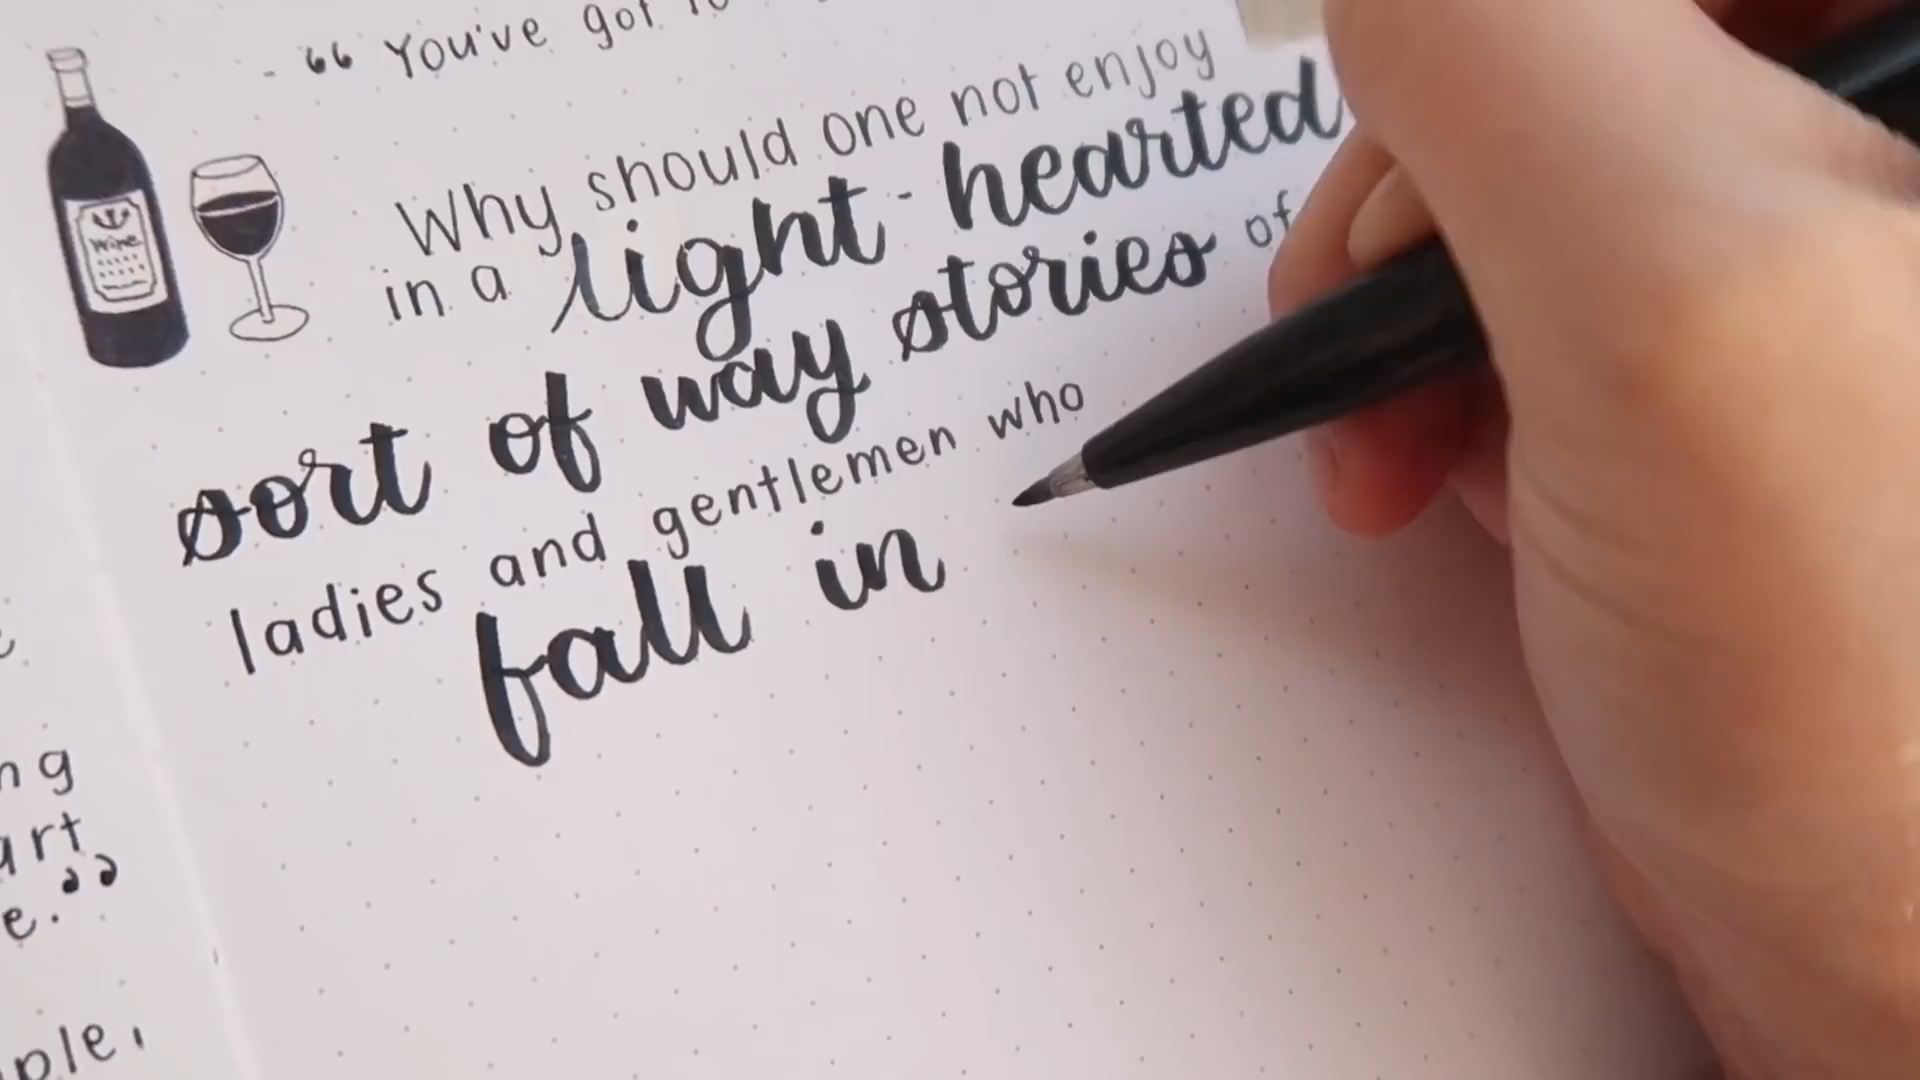 - “ You've got
Why should one not enjoy
in a light-hearted
sort of way stories of
ladies and gentlemen who
fall in
wine
ng
art
e.”
ple,